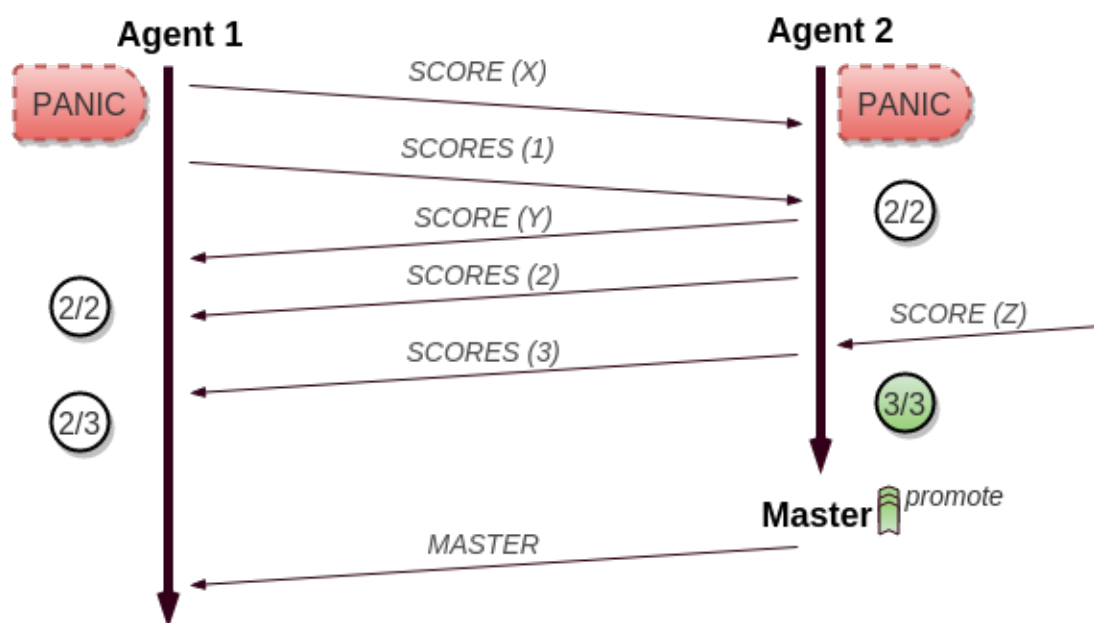 Agent 1
Agent 2
PANIC
SCORE (X)
PANIC
SCORES (1)
2/2
SCORE (Y)
SCORES (2)
2/2
SCORE (Z)
SCORES (3)
3/3
2/3
Master
promote
MASTER